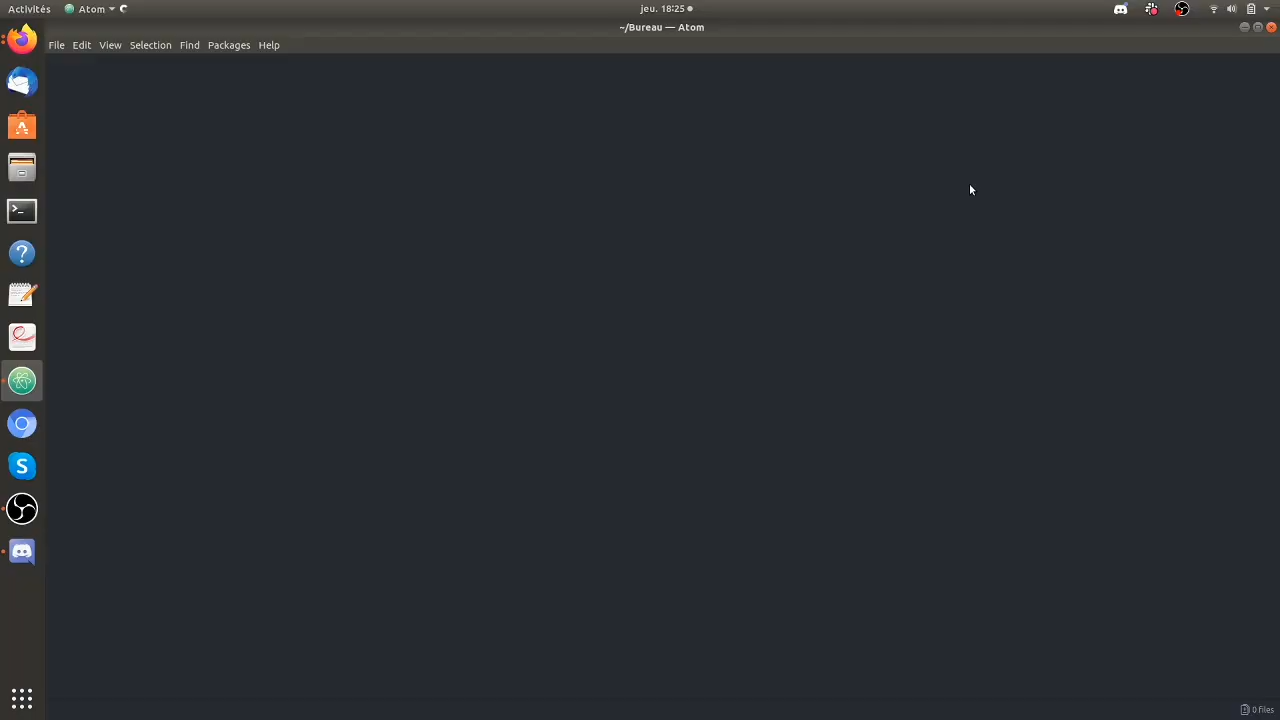 Activités Atom jeu. 18:25
~/Bureau — Atom
File Edit View Selection Find Packages Help
0 files